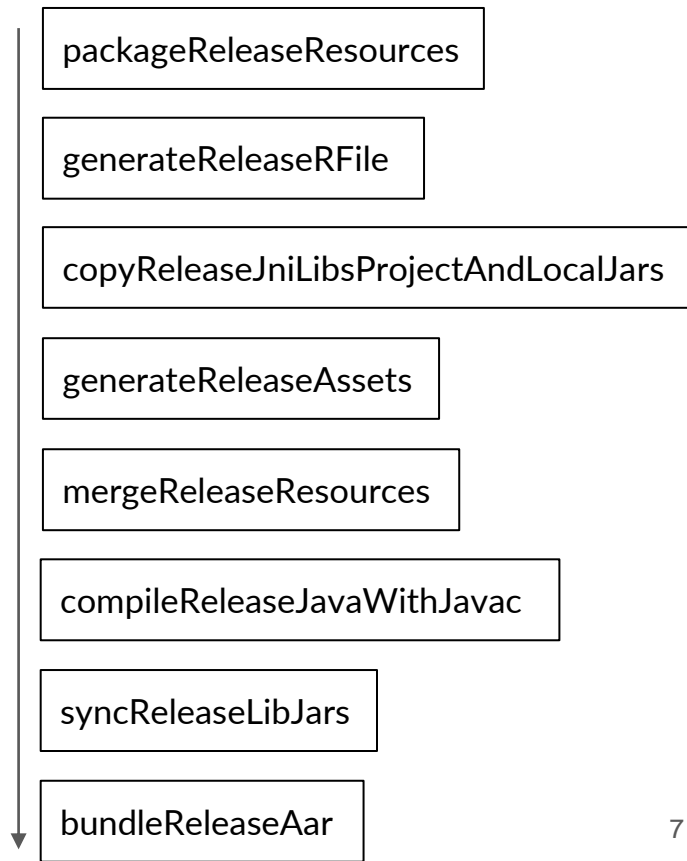 packageReleaseResources
generateReleaseRFile
copyReleaseJniLibsProjectAndLocalJars
generateReleaseAssets
mergeReleaseResources
compileReleaseJavaWithJavac
syncReleaseLibJars
bundleReleaseAar
7